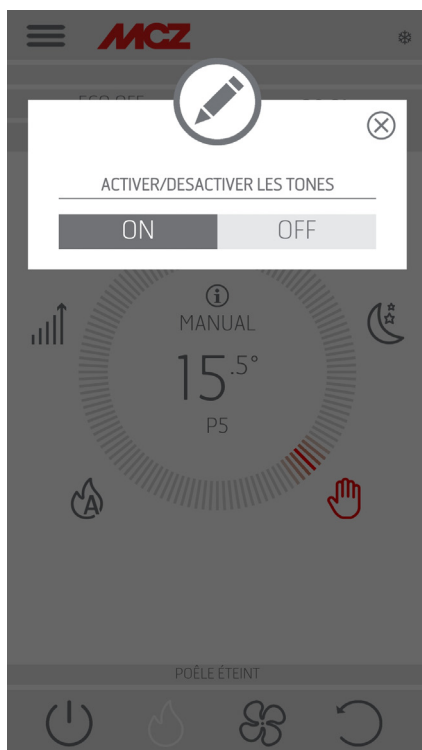 MCZ
ACTIVER/DESACTIVER LES TONES
ON OFF
MANUAL
15.5°
P5
A
POÊLE ÉTEINT